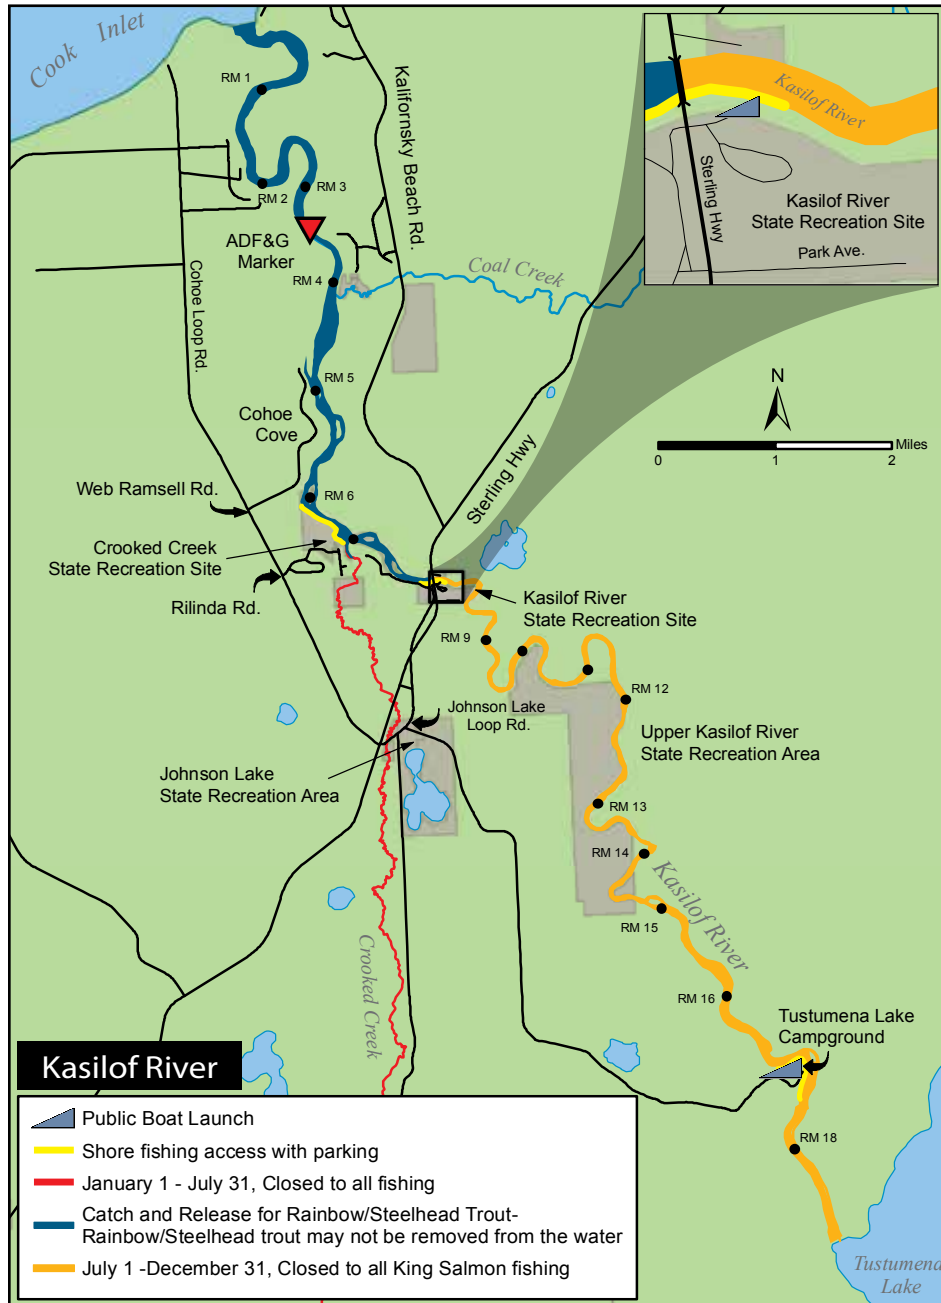 Cook Inlet
RM 1
RM 2
RM 3
ADF&G
Marker
RM 4
Kalifornsky Beach Rd.
Cohoe Loop Rd.
Coal Creek
Kasilof River
Sterling Hwy
Kasilof River
State Recreation Site
Park Ave.
N
0
1
2
Miles
RM 5
Cohoe
Cove
Sterling Hwy
Web Ramsell Rd.
RM 6
Crooked Creek
State Recreation Site
Rilinda Rd.
Kasilof River
State Recreation Site
RM 9
RM 12
Johnson Lake
Loop Rd.
Upper Kasilof River
State Recreation Area
Johnson Lake
State Recreation Area
RM 13
RM 14
Kasilof River
RM 15
Crooked Creek
RM 16
Tustumena Lake
Campground
RM 18
Tustumena
Lake
Kasilof River
Public Boat Launch
Shore fishing access with parking
January 1 - July 31, Closed to all fishing
Catch and Release for Rainbow/Steelhead Trout-
Rainbow/Steelhead trout may not be removed from the water
July 1 -December 31, Closed to all King Salmon fishing